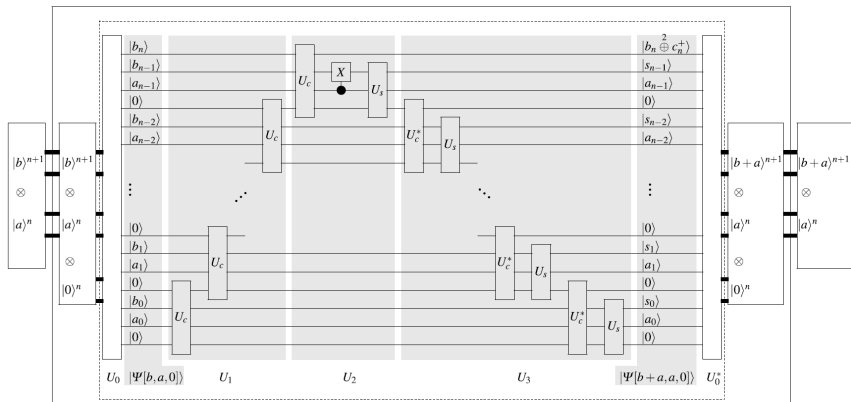 |b_n⟩ |b_n ⊕² c_n^+⟩
|b_{n−1}⟩ X |s_{n−1}⟩
|a_{n−1}⟩ U_c U_s |a_{n−1}⟩
|0⟩ |0⟩
|b_{n−2}⟩ U_c U_c^* |s_{n−2}⟩
|a_{n−2}⟩ U_s |a_{n−2}⟩
|b⟩^{n+1} |b⟩^{n+1} |b+a⟩^{n+1} |b+a⟩^{n+1}
⊗ ⊗ ⋮ ⋰ ⋱ ⋮ ⊗ ⊗
|a⟩^n |a⟩^n |a⟩^n |a⟩^n
|0⟩ |0⟩
|b_1⟩ U_c U_c^* |s_1⟩
⊗ |a_1⟩ U_s |a_1⟩ ⊗
|0⟩^n |0⟩ |0⟩ |0⟩^n
|b_0⟩ U_c U_c^* |s_0⟩
|a_0⟩ U_s |a_0⟩
|0⟩ |0⟩
U_0 |Ψ[b,a,0]⟩ U_1 U_2 U_3 |Ψ[b+a,a,0]⟩ U_0^*